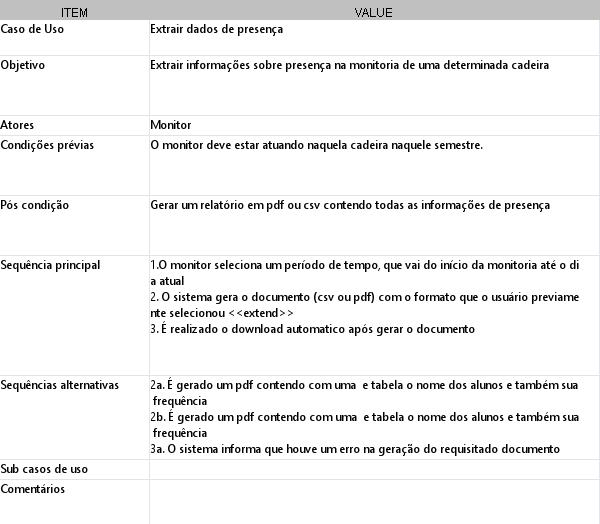 ITEM VALUE
Caso de Uso Extrair dados de presença
Objetivo Extrair informações sobre presença na monitoria de uma determinada cadeira
Atores Monitor
Condições prévias O monitor deve estar atuando naquela cadeira naquele semestre.
Pós condição Gerar um relatório em pdf ou csv contendo todas as informações de presença
Sequência principal 1.O monitor seleciona um período de tempo, que vai do início da monitoria até o di
a atual
2. O sistema gera o documento (csv ou pdf) com o formato que o usuário previame
nte selecionou <<extend>>
3. É realizado o download automatico após gerar o documento
Sequências alternativas 2a. É gerado um pdf contendo com uma  e tabela o nome dos alunos e também sua
frequência
2b. É gerado um pdf contendo com uma  e tabela o nome dos alunos e também sua
frequência
3a. O sistema informa que houve um erro na geração do requisitado documento
Sub casos de uso
Comentários